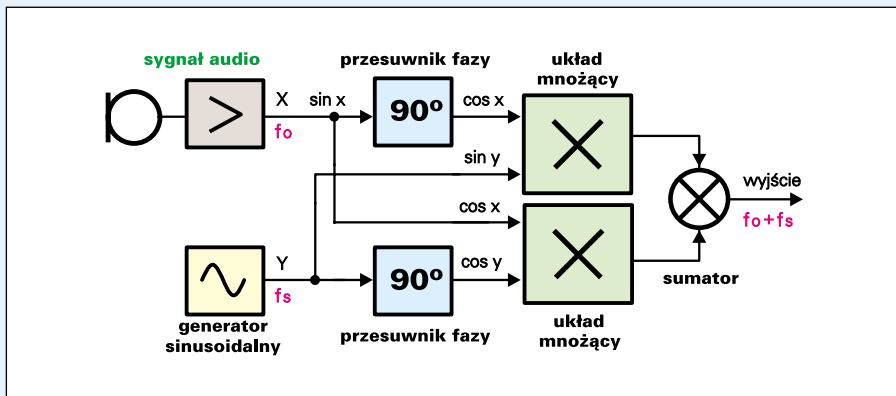 sygnał audio
przesuwnik fazy
układ
mnożący
X
sin x
fo
90º
cos x
sin y
cos x
wyjście
fo+fs
Y
fs
90º
cos y
sumator
generator
sinusoidalny
przesuwnik fazy
układ
mnożący